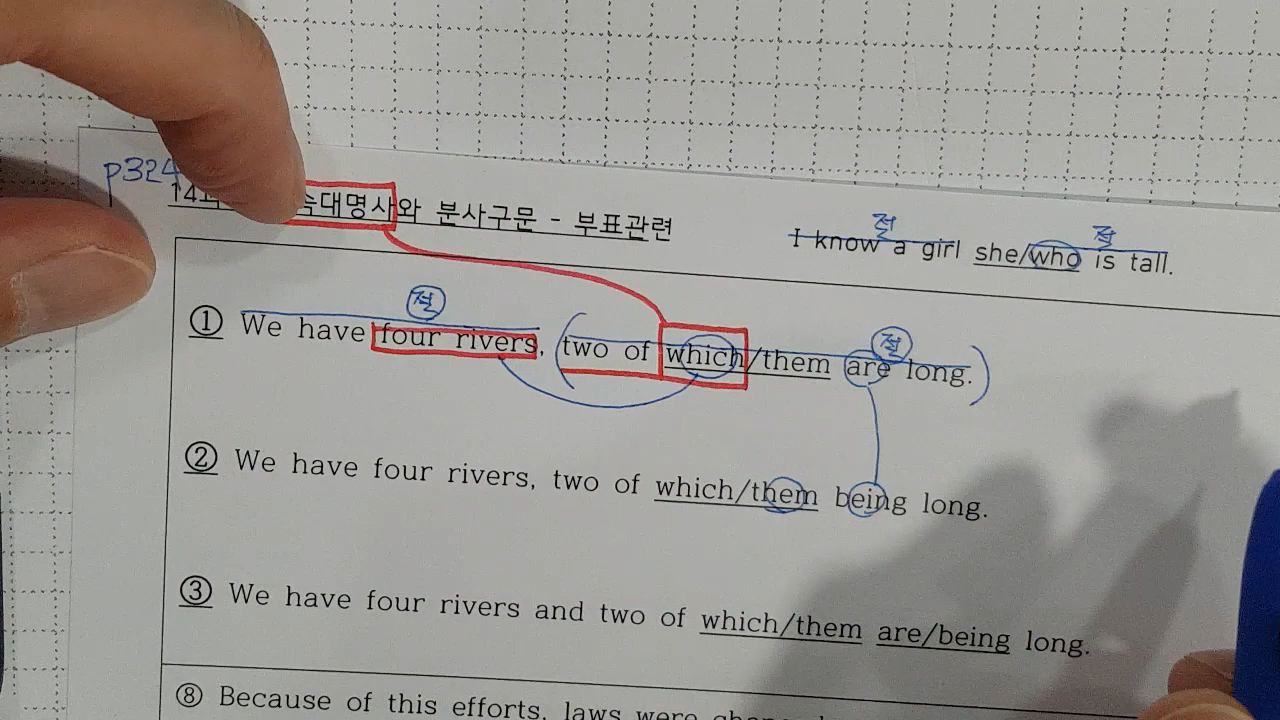 p324
14 속대명사와 분사구문 - 부표관련
절 절
I know a girl she/who is tall.
절 절
① We have four rivers, (two of which/them are long.)
② We have four rivers, two of which/them being long.
③ We have four rivers and two of which/them are/being long.
⑧ Because of this efforts, laws were